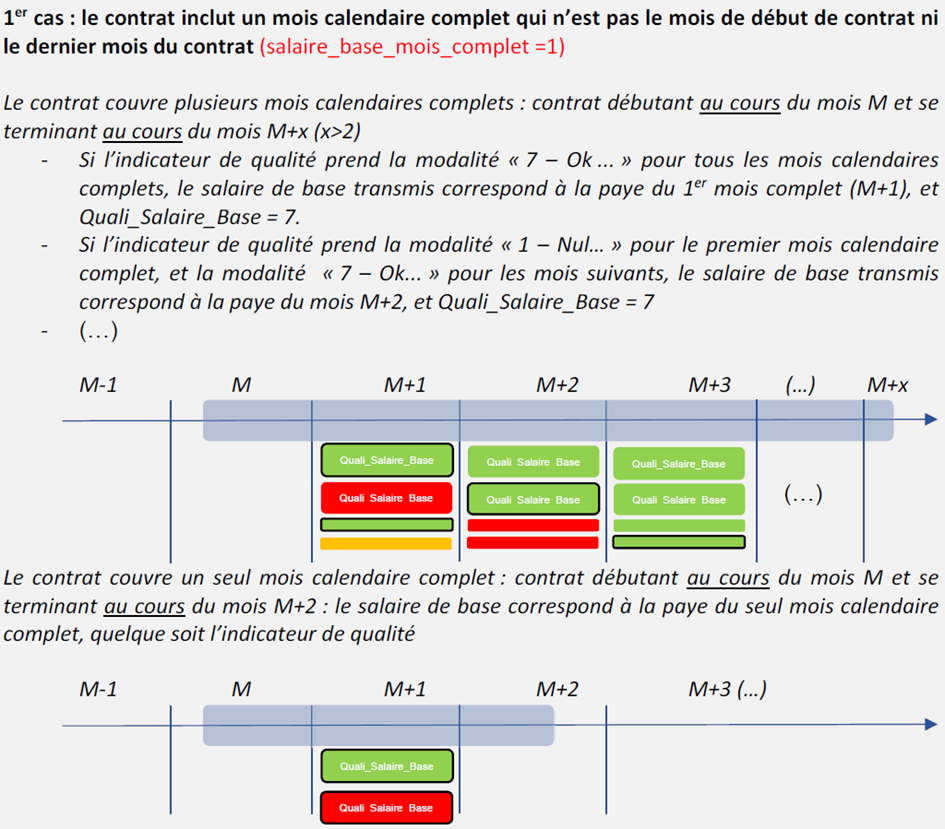 1er cas : le contrat inclut un mois calendaire complet qui n’est pas le mois de début de contrat ni
le dernier mois du contrat (salaire_base_mois_complet =1)
Le contrat couvre plusieurs mois calendaires complets : contrat débutant au cours du mois M et se
terminant au cours du mois M+x (x>2)
- Si l’indicateur de qualité prend la modalité « 7 – Ok ... » pour tous les mois calendaires
complets, le salaire de base transmis correspond à la paye du 1er mois complet (M+1), et
Quali_Salaire_Base = 7.
- Si l’indicateur de qualité prend la modalité « 1 – Nul... » pour le premier mois calendaire
complet, et la modalité « 7 – Ok... » pour les mois suivants, le salaire de base transmis
correspond à la paye du mois M+2, et Quali_Salaire_Base = 7
- (...)
M-1 M M+1 M+2 M+3 (...) M+x
Quali_Salaire_Base Quali Salaire Base Quali_Salaire_Base
Quali Salaire Base Quali Salaire Base Quali Salaire Base (...)
Le contrat couvre un seul mois calendaire complet : contrat débutant au cours du mois M et se
terminant au cours du mois M+2 : le salaire de base correspond à la paye du seul mois calendaire
complet, quelque soit l’indicateur de qualité
M-1 M M+1 M+2 M+3 (...)
Quali_Salaire_Base
Quali Salaire Base